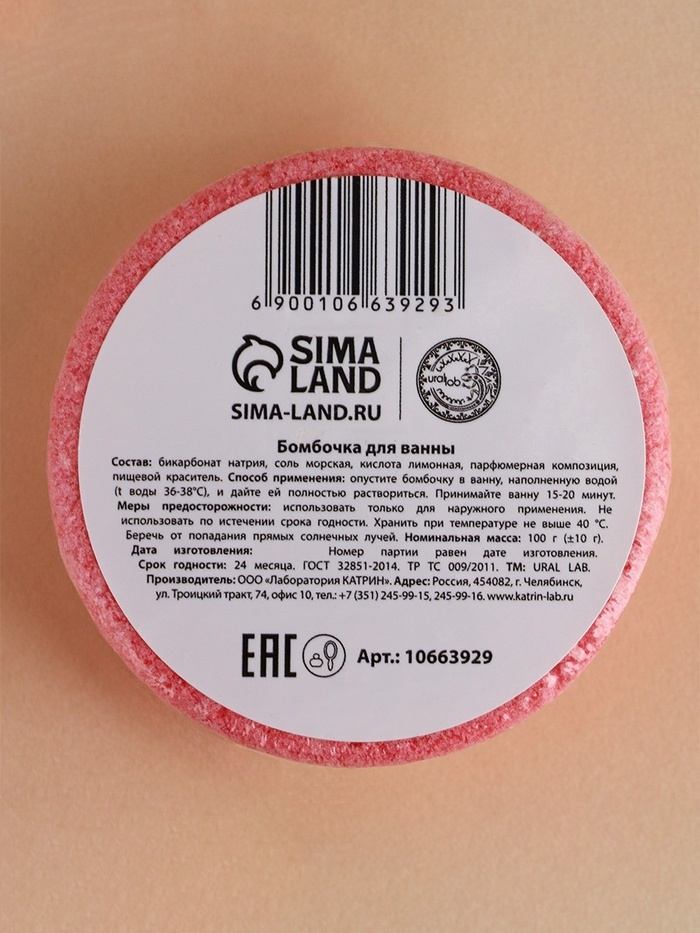 6 900106 639293
SIMA
LAND
SIMA-LAND.RU
ural lab
Бомбочка для ванны
Состав: бикарбонат натрия, соль морская, кислота лимонная, парфюмерная композиция,
пищевой краситель. Способ применения: опустите бомбочку в ванну, наполненную водой
(t воды 36-38°С), и дайте ей полностью раствориться. Принимайте ванну 15-20 минут.
Меры предосторожности: использовать только для наружного применения. Не
использовать по истечении срока годности. Хранить при температуре не выше 40 °С.
Беречь от попадания прямых солнечных лучей. Номинальная масса: 100 г (±10 г).
Дата изготовления: Номер партии равен дате изготовления.
Срок годности: 24 месяца. ГОСТ 32851-2014. ТР ТС 009/2011. ТМ: URAL LAB.
Производитель: ООО «Лаборатория КАТРИН». Адрес: Россия, 454082, г. Челябинск,
ул. Троицкий тракт, 74, офис 10, тел.: +7 (351) 245-99-15, 245-99-16. www.katrin-lab.ru
EAC Арт.: 10663929